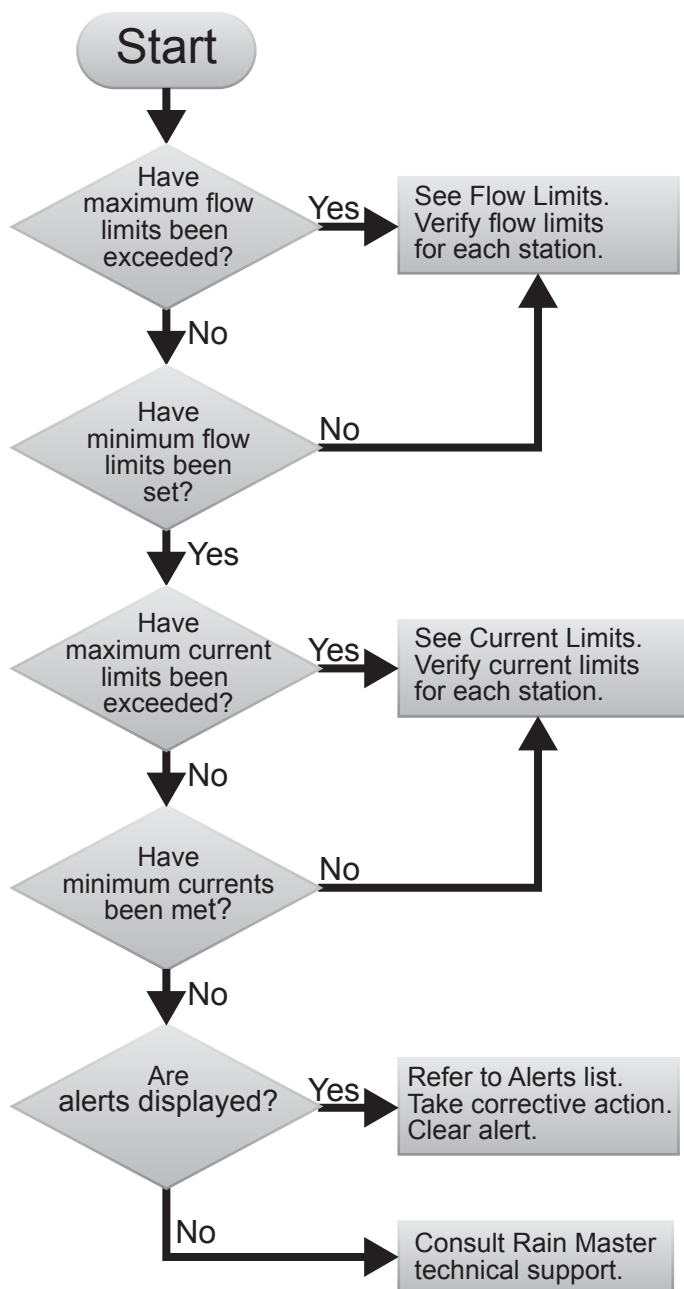 Start
Have
maximum flow
limits been
exceeded?
Yes
See Flow Limits.
Verify flow limits
for each station.
No
Have
minimum flow
limits been
set?
No
Yes
Have
maximum current
limits been
exceeded?
Yes
See Current Limits.
Verify current limits
for each station.
No
Have
minimum currents
been met?
No
No
Are
alerts displayed?
Yes
Refer to Alerts list.
Take corrective action.
Clear alert.
No
Consult Rain Master
technical support.